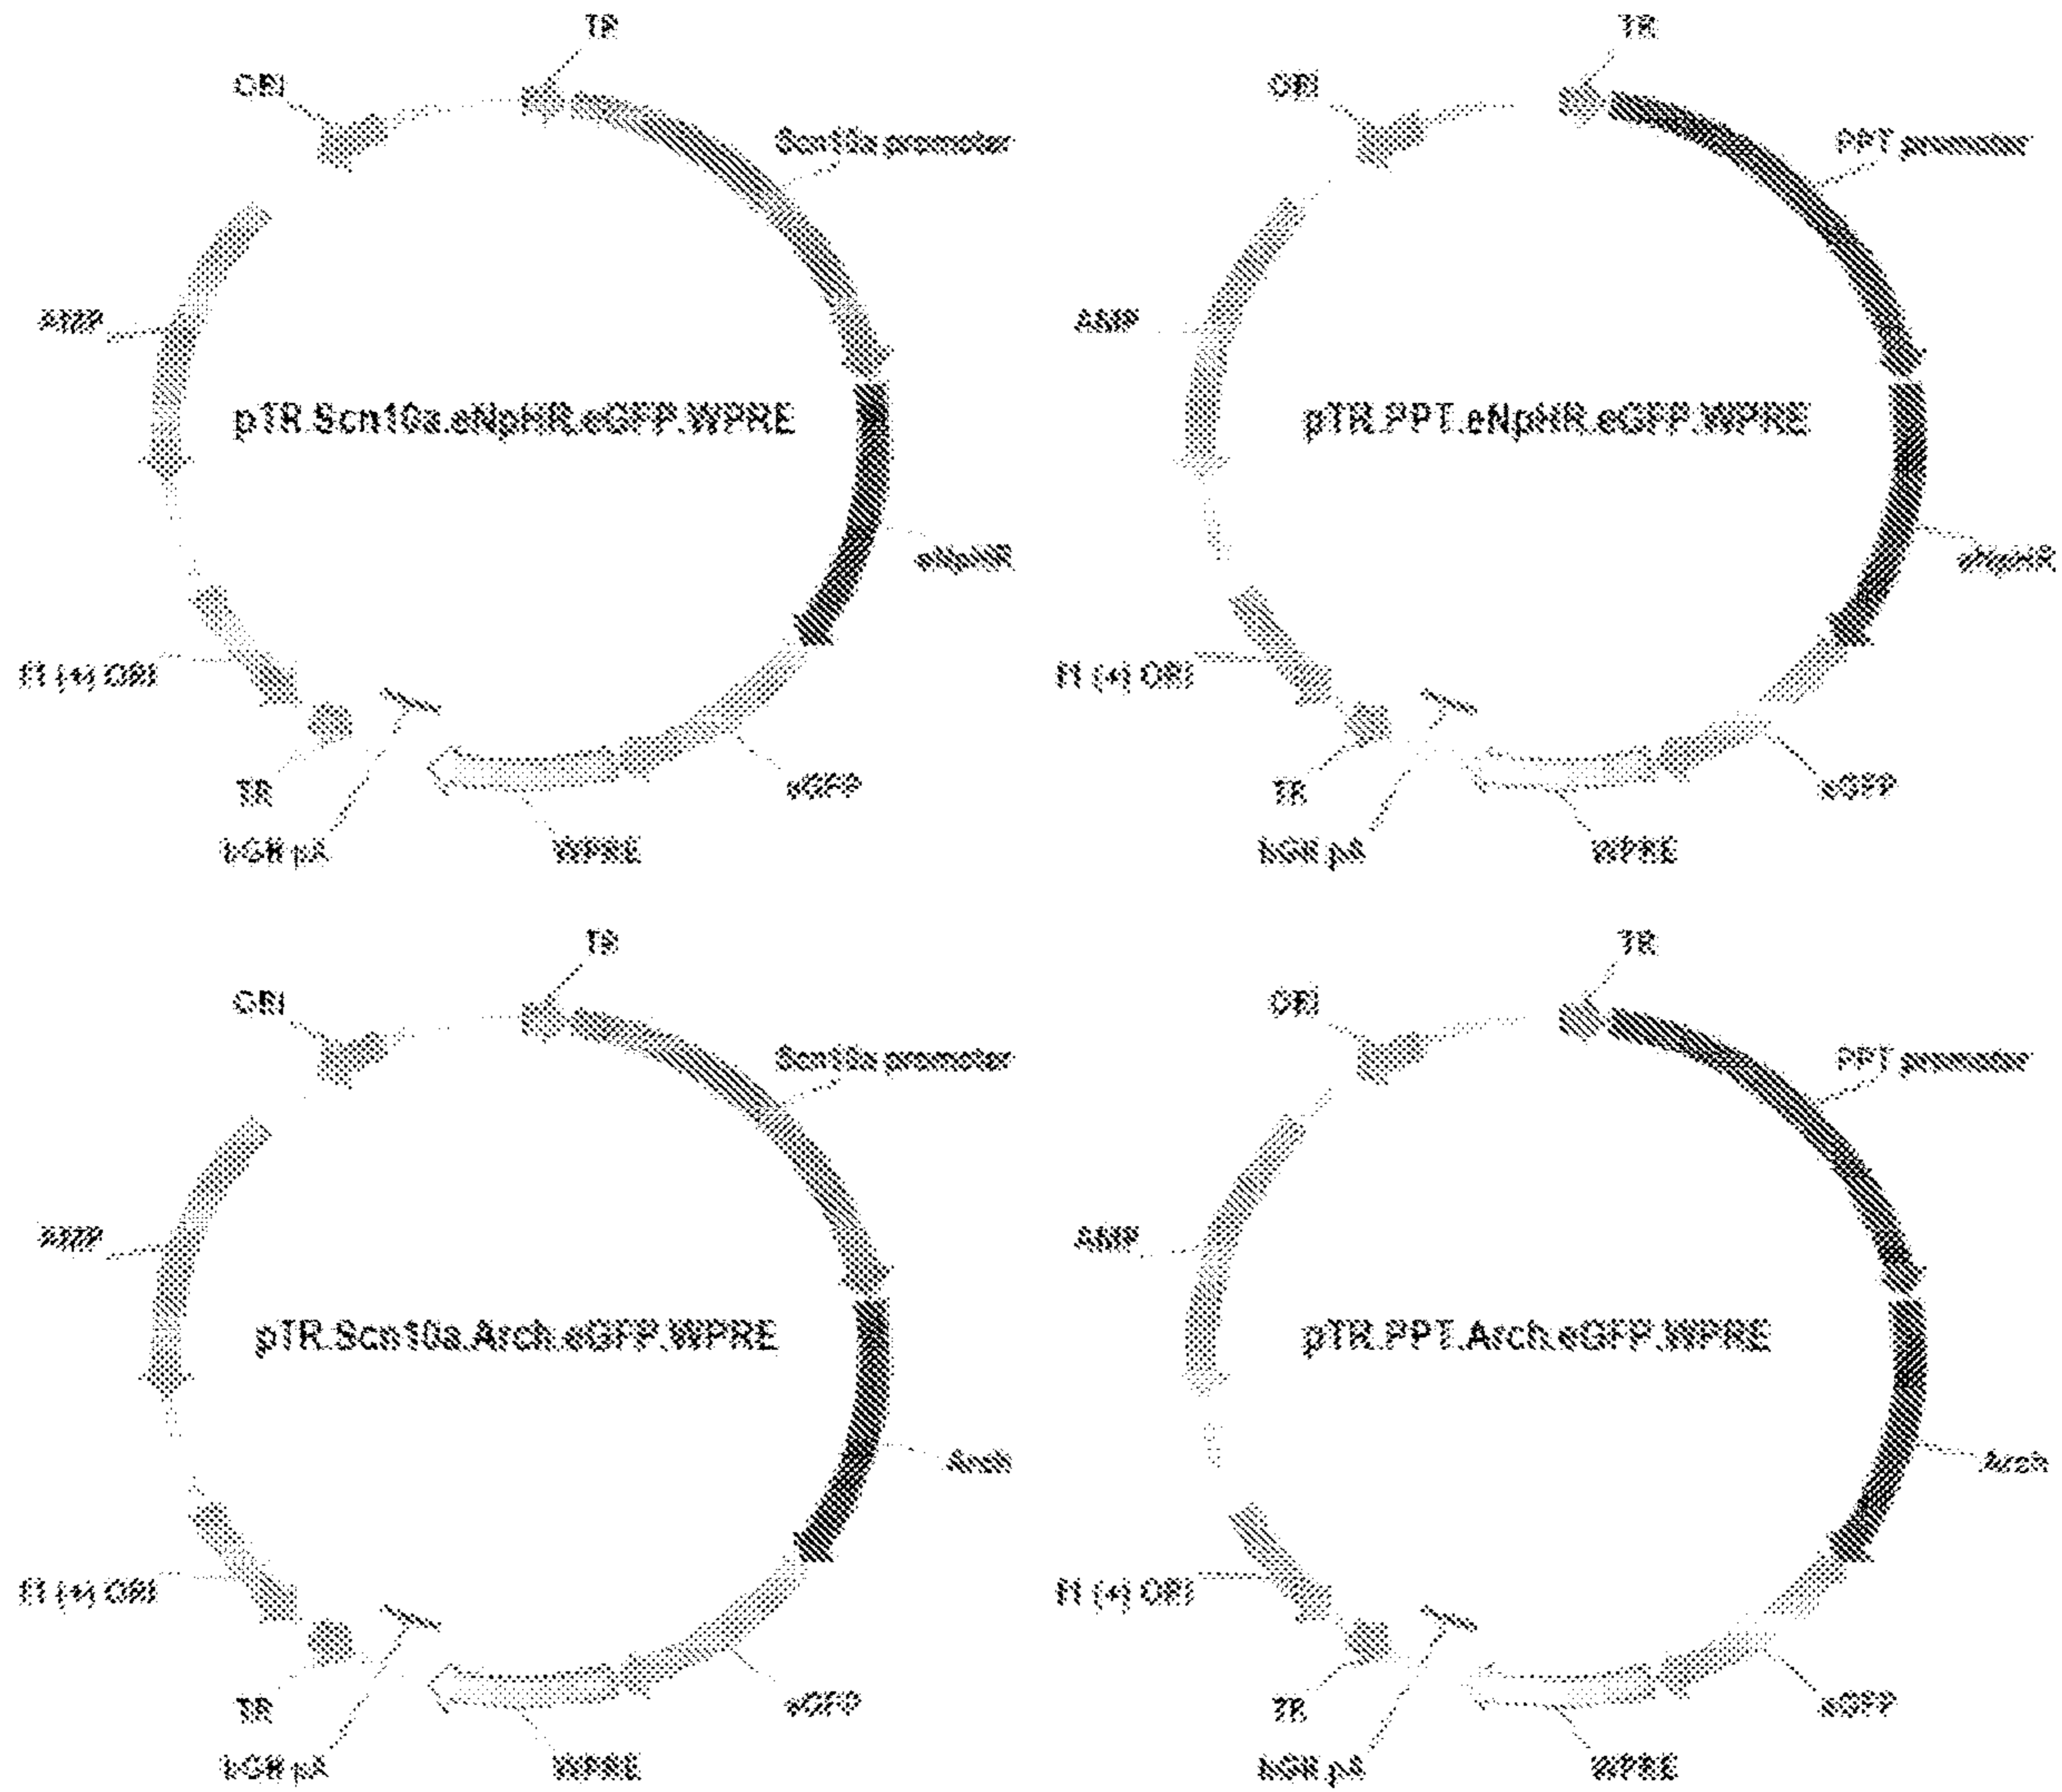 TR
ORI
Scn10a promoter
AMP
pTR.Scn10a.eNpHR.eGFP.WPRE
eNpHR
f1 (+) ORI
TR
eGFP
bGH pA
WPRE
TR
ORI
PPT promoter
AMP
pTR.PPT.eNpHR.eGFP.WPRE
eNpHR
f1 (+) ORI
TR
eGFP
bGH pA
WPRE
TR
ORI
Scn10a promoter
AMP
pTR.Scn10a.Arch.eGFP.WPRE
Arch
f1 (+) ORI
TR
eGFP
bGH pA
WPRE
TR
ORI
PPT promoter
AMP
pTR.PPT.Arch.eGFP.WPRE
Arch
f1 (+) ORI
TR
eGFP
bGH pA
WPRE